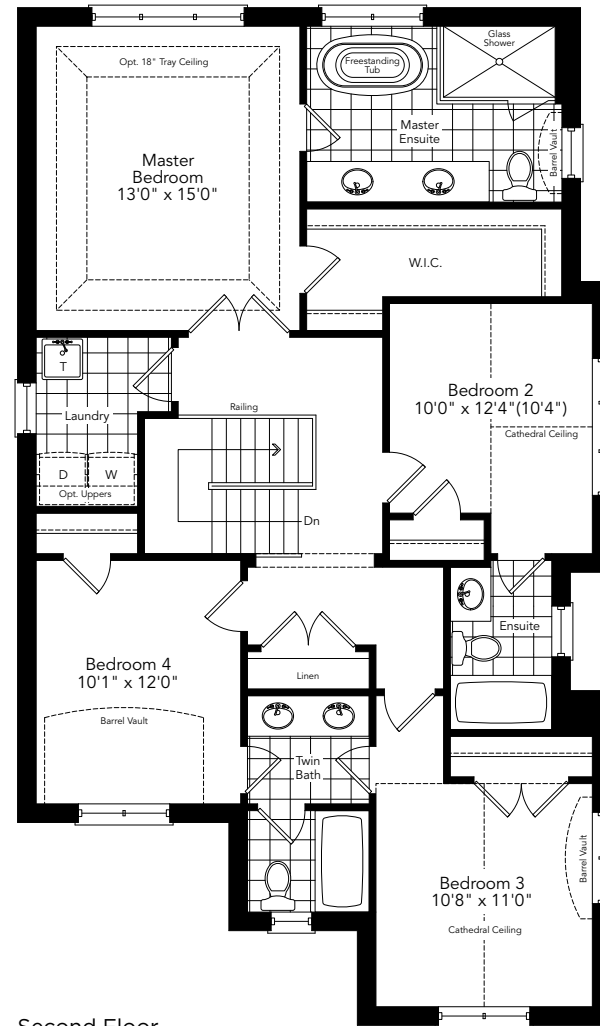 Opt. 18" Tray Ceiling
Master
Bedroom
13'0" x 15'0"
Freestanding
Tub
Glass
Shower
Master
Ensuite
Barrel Vault
W.I.C.
T
Laundry
D
W
Opt. Uppers
Railing
Dn
Bedroom 2
10'0" x 12'4"(10'4")
Cathedral Ceiling
Ensuite
Bedroom 4
10'1" x 12'0"
Barrel Vault
Linen
Twin
Bath
Bedroom 3
10'8" x 11'0"
Cathedral Ceiling
Barrel Vault
Second Floor